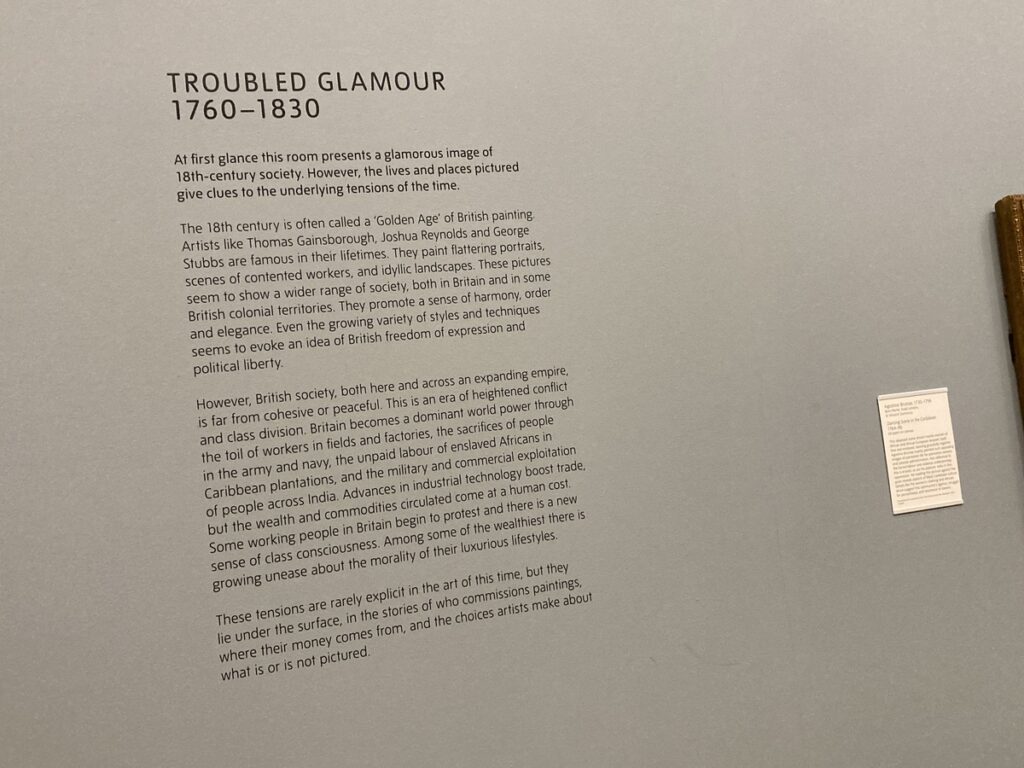 TROUBLED GLAMOUR
1760–1830
At first glance this room presents a glamorous image of
18th-century society. However, the lives and places pictured
give clues to the underlying tensions of the time.
The 18th century is often called a ‘Golden Age’ of British painting.
Artists like Thomas Gainsborough, Joshua Reynolds and George
Stubbs are famous in their lifetimes. They paint flattering portraits,
scenes of contented workers, and idyllic landscapes. These pictures
seem to show a wider range of society, both in Britain and in some
British colonial territories. They promote a sense of harmony, order
and elegance. Even the growing variety of styles and techniques
seems to evoke an idea of British freedom of expression and
political liberty.
However, British society, both here and across an expanding empire,
is far from cohesive or peaceful. This is an era of heightened conflict
and class division. Britain becomes a dominant world power through
the toil of workers in fields and factories, the sacrifices of people
in the army and navy, the unpaid labour of enslaved Africans in
Caribbean plantations, and the military and commercial exploitation
of people across India. Advances in industrial technology boost trade,
but the wealth and commodities circulated come at a human cost.
Some working people in Britain begin to protest and there is a new
sense of class consciousness. Among some of the wealthiest there is
growing unease about the morality of their luxurious lifestyles.
These tensions are rarely explicit in the art of this time, but they
lie under the surface, in the stories of who commissions paintings,
where their money comes from, and the choices artists make about
what is or is not pictured.
Agostino Brunias
Dancing Scene in the Caribbean